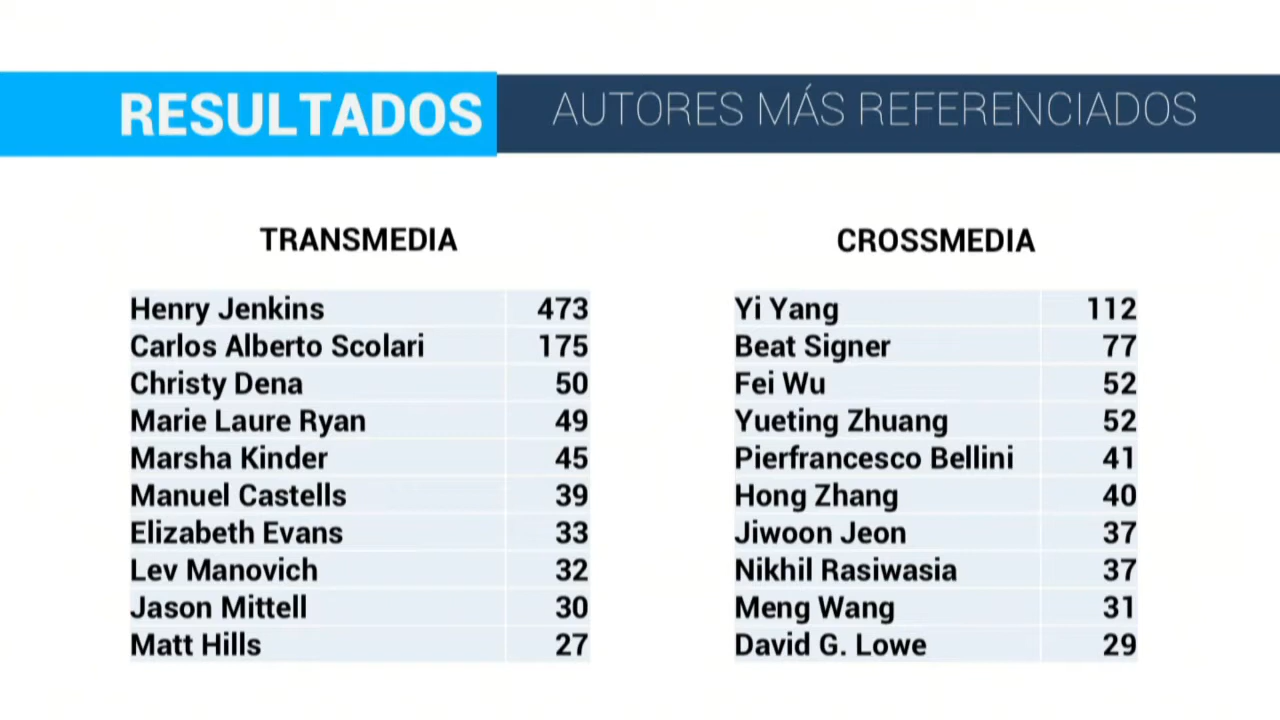 RESULTADOS
AUTORES MÁS REFERENCIADOS
TRANSMEDIA
Henry Jenkins 473
Carlos Alberto Scolari 175
Christy Dena 50
Marie Laure Ryan 49
Marsha Kinder 45
Manuel Castells 39
Elizabeth Evans 33
Lev Manovich 32
Jason Mittell 30
Matt Hills 27
CROSSMEDIA
Yi Yang 112
Beat Signer 77
Fei Wu 52
Yueting Zhuang 52
Pierfrancesco Bellini 41
Hong Zhang 40
Jiwoon Jeon 37
Nikhil Rasiwasia 37
Meng Wang 31
David G. Lowe 29